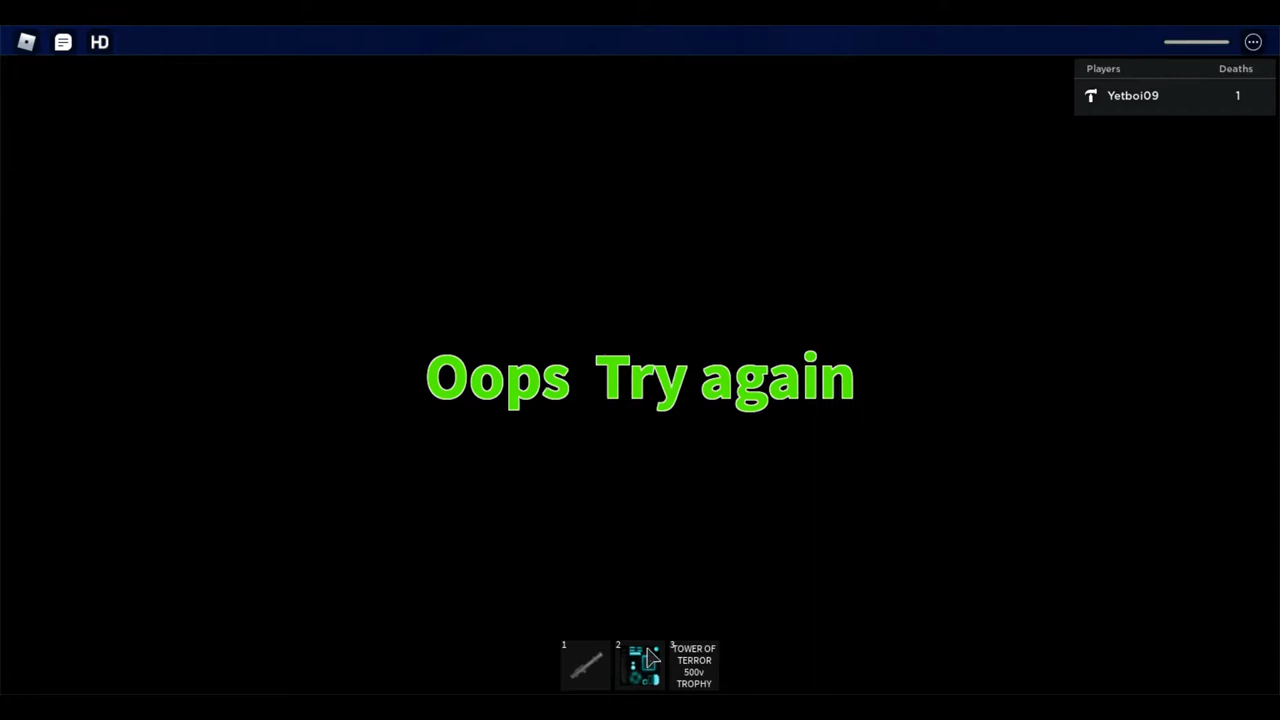 HD
Players Deaths
Yetboi09 1
Oops Try again
1 2 3
TOWER OF
TERROR
500v
TROPHY